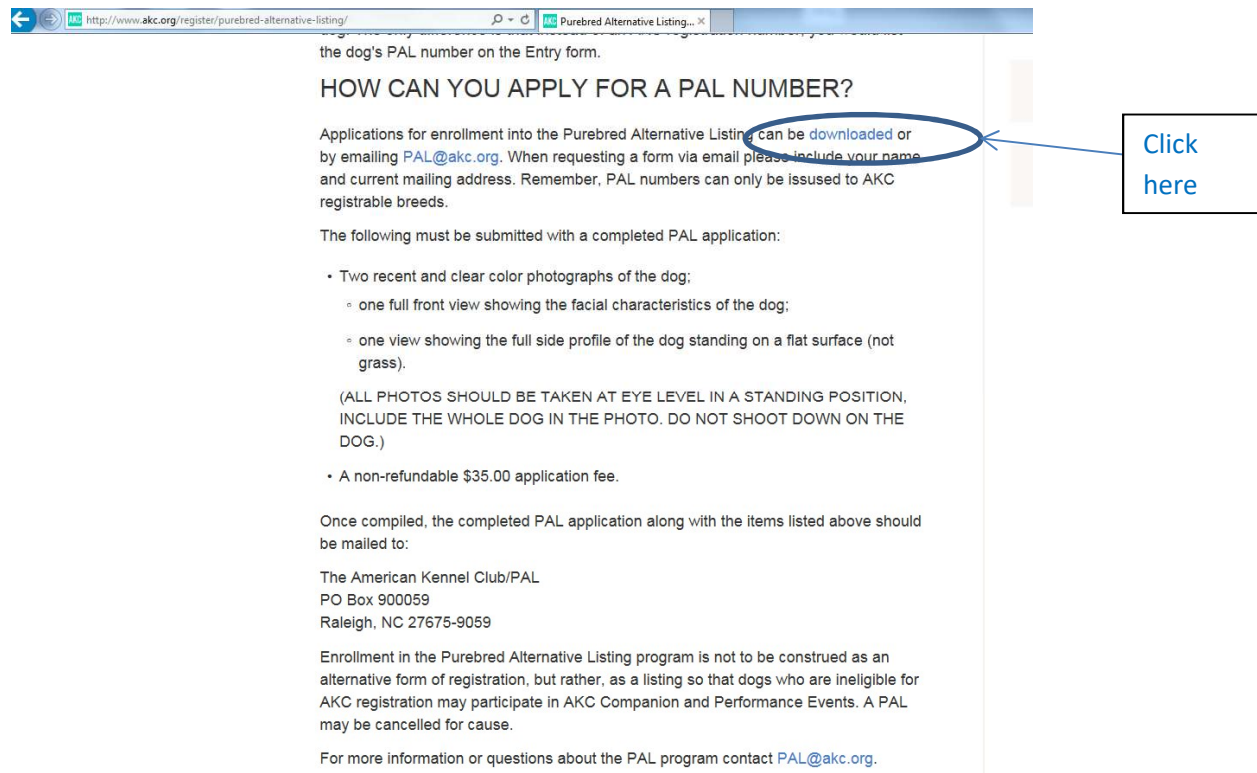 http://www.akc.org/register/purebred-alternative-listing/
AKC Purebred Alternative Listing...
the dog's PAL number on the Entry form.
HOW CAN YOU APPLY FOR A PAL NUMBER?
Applications for enrollment into the Purebred Alternative Listing can be downloaded or
by emailing PAL@akc.org. When requesting a form via email please include your name
and current mailing address. Remember, PAL numbers can only be issused to AKC
registrable breeds.
Click
here
The following must be submitted with a completed PAL application:
• Two recent and clear color photographs of the dog;
◦ one full front view showing the facial characteristics of the dog;
◦ one view showing the full side profile of the dog standing on a flat surface (not
grass).
(ALL PHOTOS SHOULD BE TAKEN AT EYE LEVEL IN A STANDING POSITION,
INCLUDE THE WHOLE DOG IN THE PHOTO. DO NOT SHOOT DOWN ON THE
DOG.)
• A non-refundable $35.00 application fee.
Once compiled, the completed PAL application along with the items listed above should
be mailed to:
The American Kennel Club/PAL
PO Box 900059
Raleigh, NC 27675-9059
Enrollment in the Purebred Alternative Listing program is not to be construed as an
alternative form of registration, but rather, as a listing so that dogs who are ineligible for
AKC registration may participate in AKC Companion and Performance Events. A PAL
may be cancelled for cause.
For more information or questions about the PAL program contact PAL@akc.org.